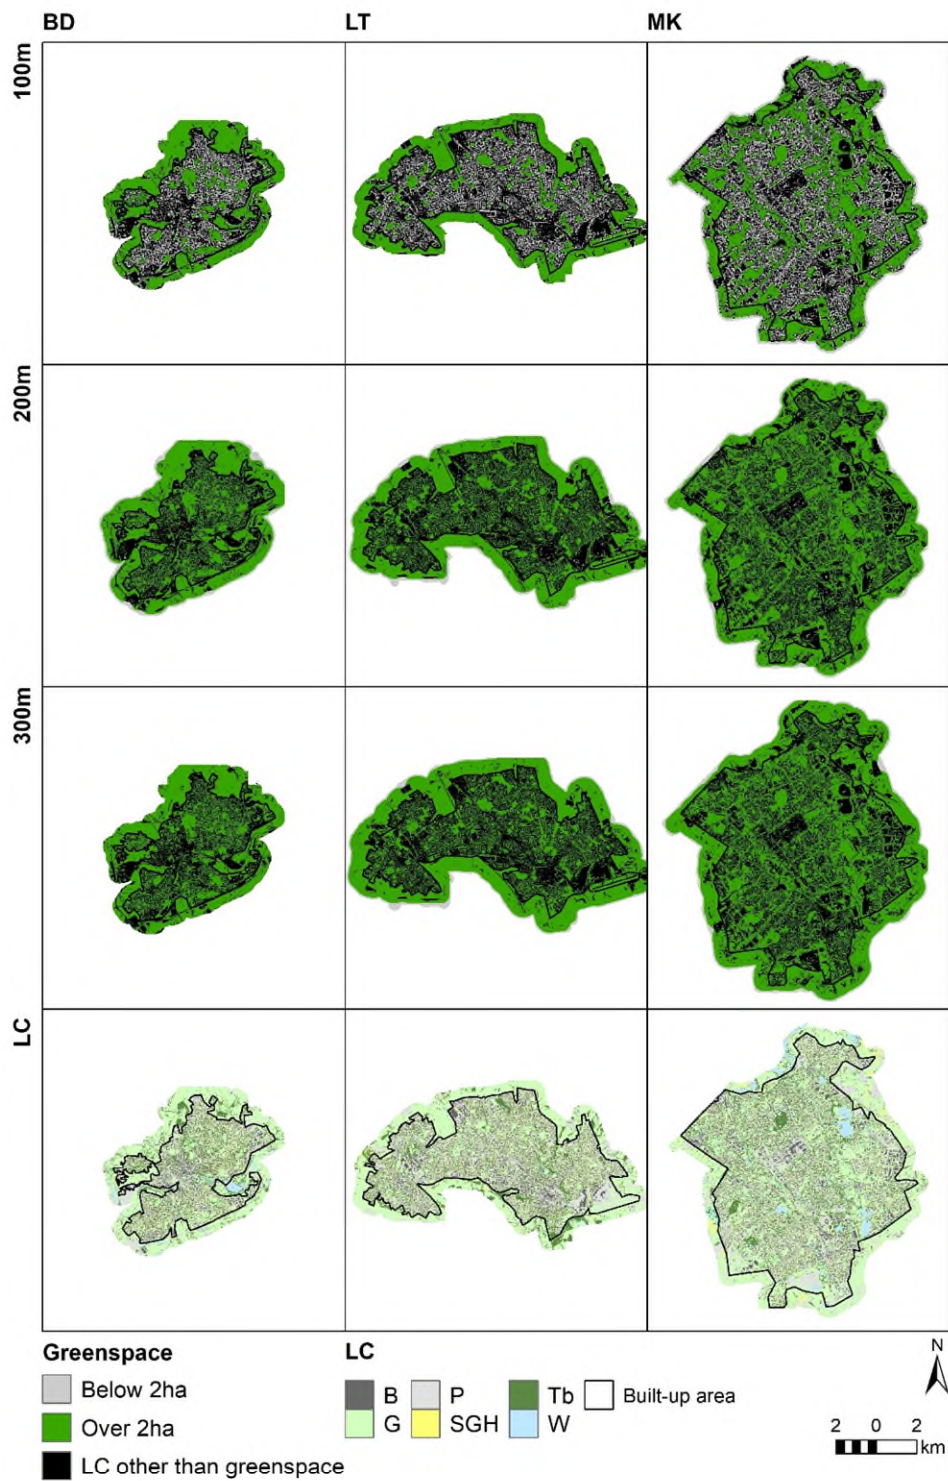 BD LT MK
100m
200m
300m
LC
Greenspace
Below 2ha
Over 2ha
LC other than greenspace
LC
B P Tb Built-up area
G SGH W
N
2 0 2
km